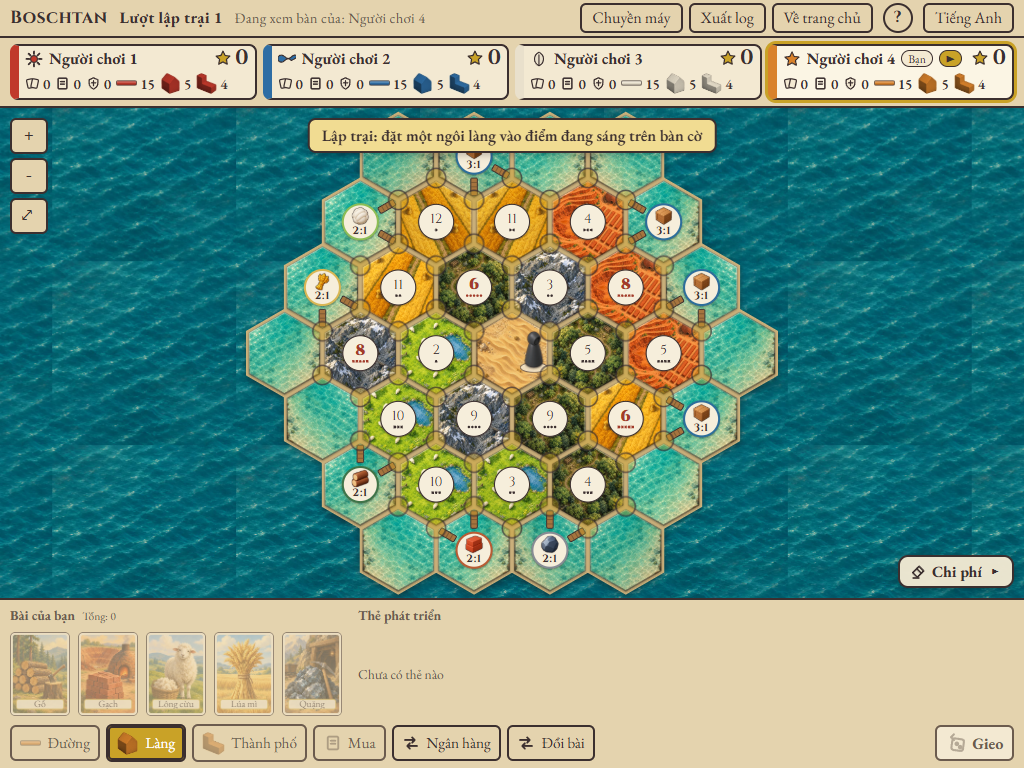 BOSCHTAN Lượt lập trại 1 Đang xem bàn của: Người chơi 4
Chuyền máy Xuất log Về trang chủ ? Tiếng Anh
Người chơi 1 0
0 0 0 15 5 4
Người chơi 2 0
0 0 0 15 5 4
Người chơi 3 0
0 0 0 15 5 4
Người chơi 4 Bạn 0
0 0 0 15 5 4
Lập trại: đặt một ngôi làng vào điểm đang sáng trên bàn cờ
+
-
3:1
2:1 12 11 4 3:1
2:1 11 6 3 8 3:1
8 2 5 5
10 9 9 6 3:1
2:1 10 3 4
2:1 2:1
Chi phí
Bài của bạn Tổng: 0
Gỗ Gạch Lông cừu Lúa mì Quặng
Thẻ phát triển
Chưa có thẻ nào
Đường Làng Thành phố Mua Ngân hàng Đổi bài Gieo